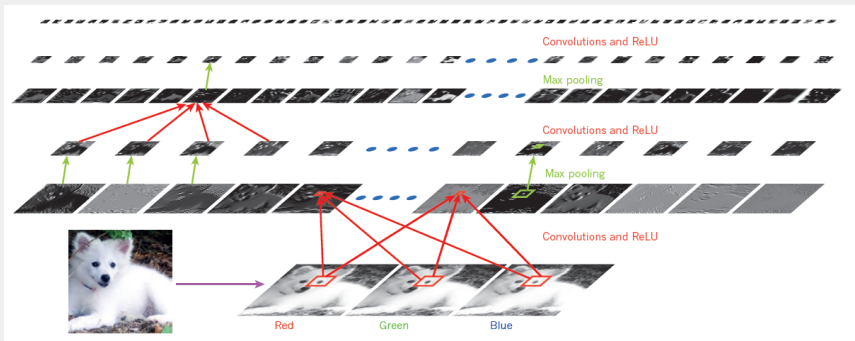 Convolutions and ReLU
Max pooling
Convolutions and ReLU
Max pooling
Convolutions and ReLU
Red Green Blue